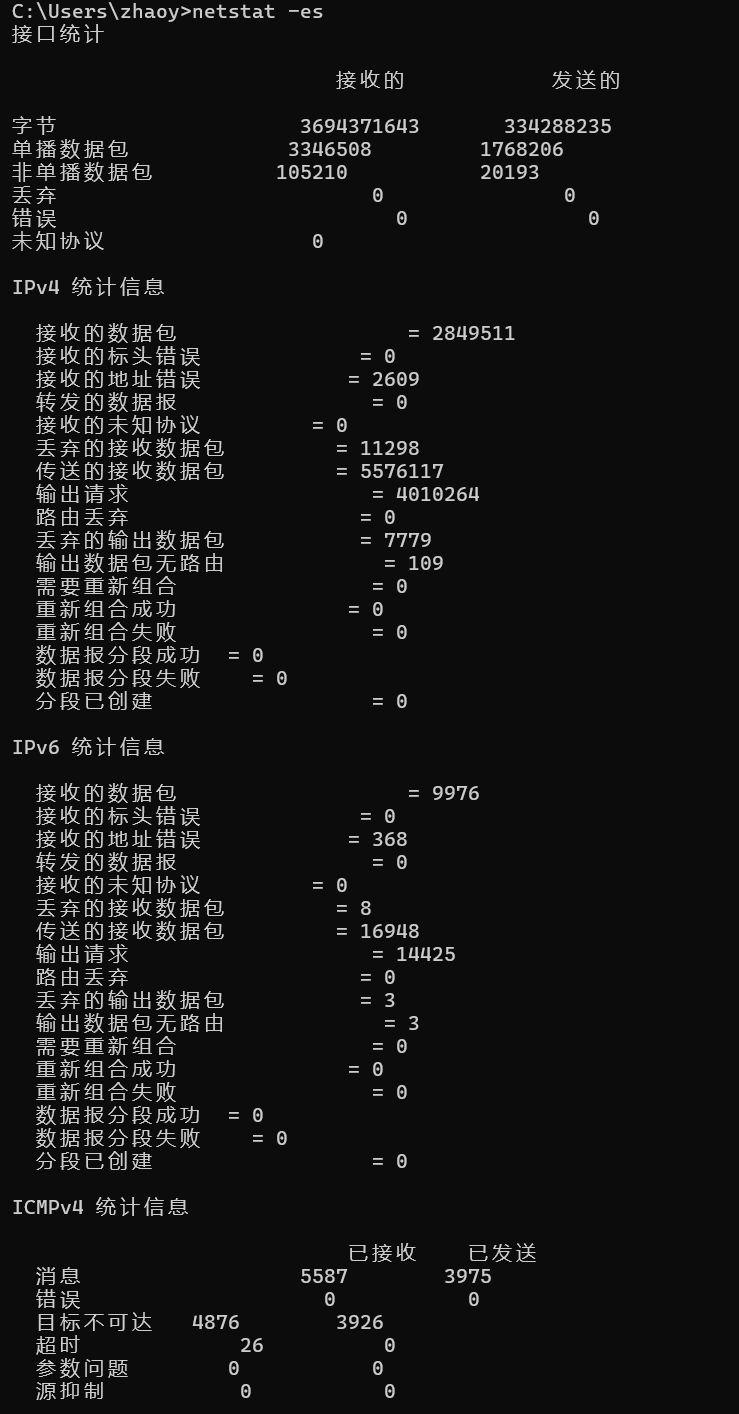 C:\Users\zhaoy>netstat -es
接口统计
接收的 发送的
字节 3694371643 334288235
单播数据包 3346508 1768206
非单播数据包 105210 20193
丢弃 0 0
错误 0 0
未知协议 0
IPv4 统计信息
接收的数据包 = 2849511
接收的标头错误 = 0
接收的地址错误 = 2609
转发的数据报 = 0
接收的未知协议 = 0
丢弃的接收数据包 = 11298
传送的接收数据包 = 5576117
输出请求 = 4010264
路由丢弃 = 0
丢弃的输出数据包 = 7779
输出数据包无路由 = 109
需要重新组合 = 0
重新组合成功 = 0
重新组合失败 = 0
数据报分段成功 = 0
数据报分段失败 = 0
分段已创建 = 0
IPv6 统计信息
接收的数据包 = 9976
接收的标头错误 = 0
接收的地址错误 = 368
转发的数据报 = 0
接收的未知协议 = 0
丢弃的接收数据包 = 8
传送的接收数据包 = 16948
输出请求 = 14425
路由丢弃 = 0
丢弃的输出数据包 = 3
输出数据包无路由 = 3
需要重新组合 = 0
重新组合成功 = 0
重新组合失败 = 0
数据报分段成功 = 0
数据报分段失败 = 0
分段已创建 = 0
ICMPv4 统计信息
已接收 已发送
消息 5587 3975
错误 0 0
目标不可达 4876 3926
超时 26 0
参数问题 0 0
源抑制 0 0